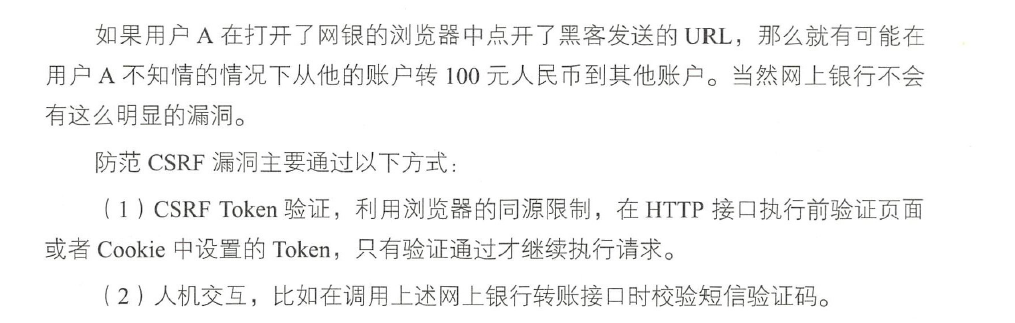 如果用户 A 在打开了网银的浏览器中点开了黑客发送的 URL，那么就有可能在
用户 A 不知情的情况下从他的账户转 100 元人民币到其他账户。当然网上银行不会
有这么明显的漏洞。
防范 CSRF 漏洞主要通过以下方式：
（1）CSRF Token 验证，利用浏览器的同源限制，在 HTTP 接口执行前验证页面
或者 Cookie 中设置的 Token，只有验证通过才继续执行请求。
（2）人机交互，比如在调用上述网上银行转账接口时校验短信验证码。